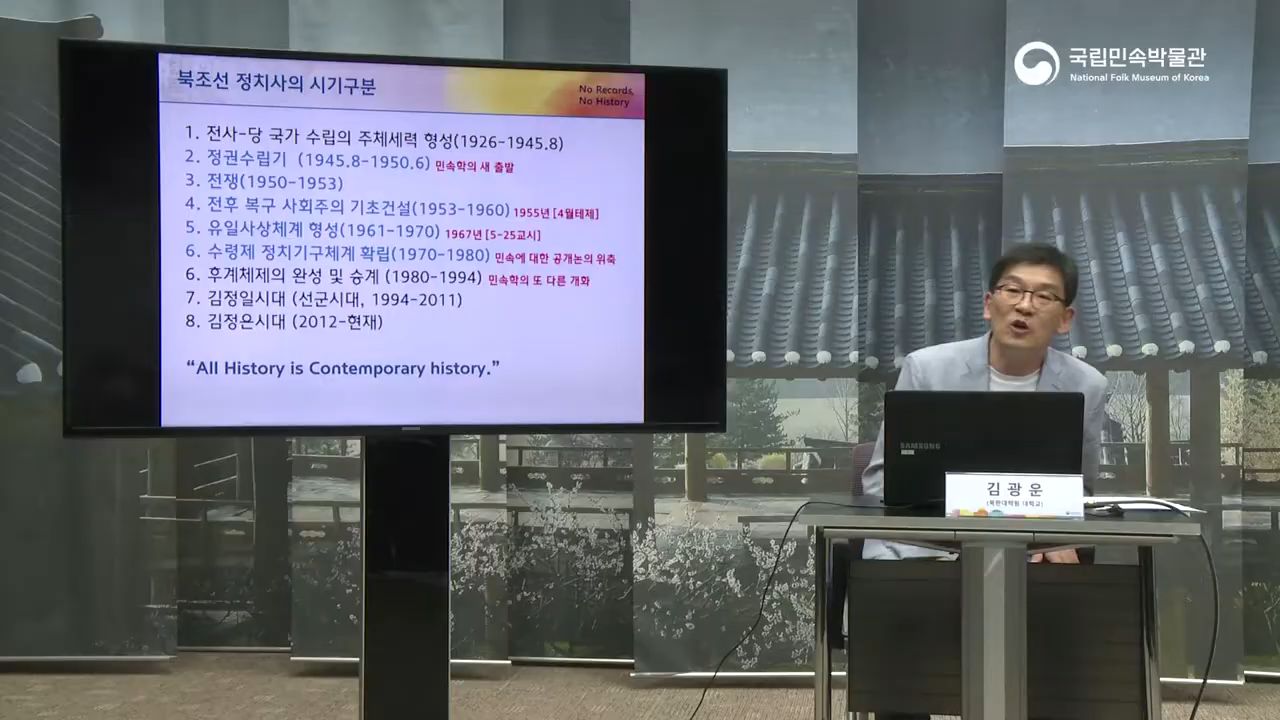 국립민속박물관
National Folk Museum of Korea
북조선 정치사의 시기구분
No Records,
No History
1. 전사-당 국가 수립의 주체세력 형성(1926-1945.8)
2. 정권수립기 (1945.8-1950.6) 민속학의 새 출발
3. 전쟁(1950-1953)
4. 전후 복구 사회주의 기초건설(1953-1960) 1955년 [4월테제]
5. 유일사상체계 형성(1961-1970) 1967년 [5-25교시]
6. 수령제 정치기구체계 확립(1970-1980) 민속에 대한 공개논의 위축
6. 후계체제의 완성 및 승계 (1980-1994) 민속학의 또 다른 개화
7. 김정일시대 (선군시대, 1994-2011)
8. 김정은시대 (2012-현재)
“All History is Contemporary history.”
SAMSUNG
김 광 운
(북한대학원 대학교)